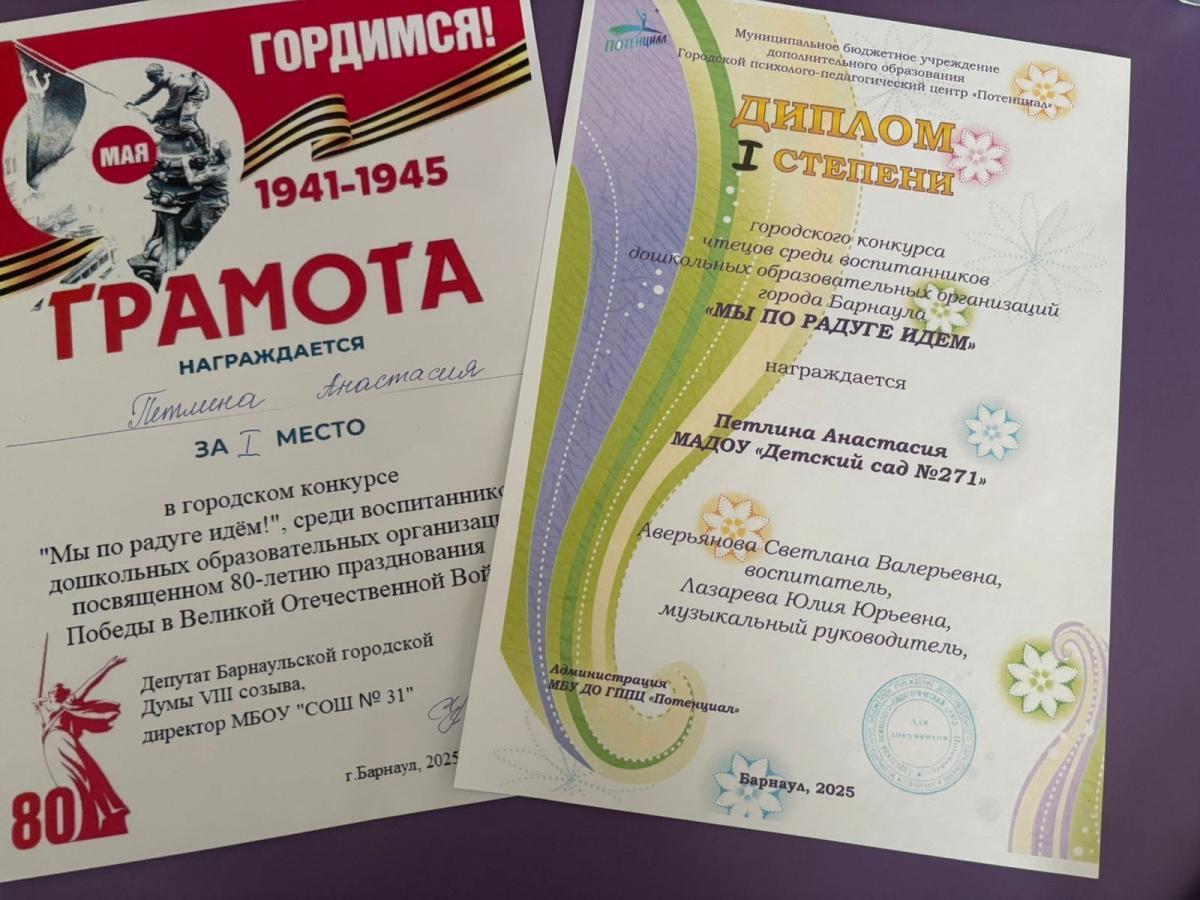 ГОРДИМСЯ!
МАЯ
1941-1945
ГРАМОТА
НАГРАЖДАЕТСЯ
Петлина Анастасия
ЗА I МЕСТО
в городском конкурсе
"Мы по радуге идём!", среди воспитаннико
дошкольных образовательных организац
посвященном 80-летию празднования
Победы в Великой Отечественной Вой
Депутат Барнаульской городской
Думы VIII созыва,
директор МБОУ "СОШ № 31"
г.Барнаул, 2025
80
ПОТЕНЦИАЛ
Муниципальное бюджетное учреждение
дополнительного образования
Городской психолого-педагогический центр «Потенциал»
ДИПЛОМ
I СТЕПЕНИ
городского конкурса
чтецов среди воспитанников
дошкольных образовательных организаций
города Барнаула
«МЫ ПО РАДУГЕ ИДЕМ»
награждается
Петлина Анастасия
МАДОУ «Детский сад №271»
Аверьянова Светлана Валерьевна,
воспитатель,
Лазарева Юлия Юрьевна,
музыкальный руководитель,
Администрация
МБУ ДО ГППЦ «Потенциал»
Для
документов
Барнаул, 2025